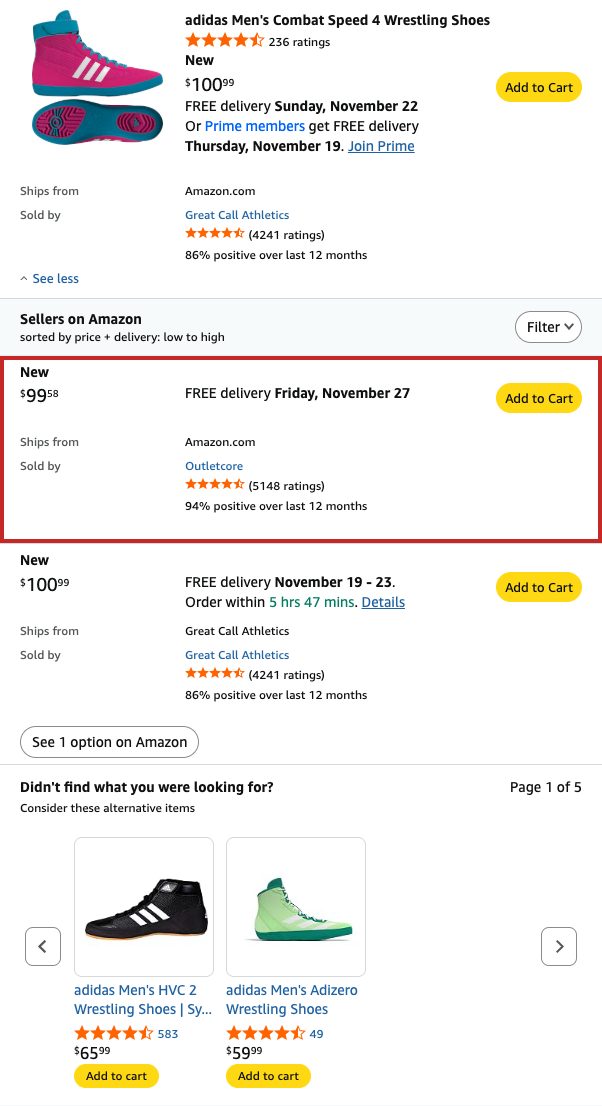 adidas Men's Combat Speed 4 Wrestling Shoes
236 ratings
New
$100 99
Add to Cart
FREE delivery Sunday, November 22
Or Prime members get FREE delivery
Thursday, November 19. Join Prime
Ships from Amazon.com
Sold by Great Call Athletics
(4241 ratings)
86% positive over last 12 months
See less
Sellers on Amazon
sorted by price + delivery: low to high
Filter
New
$99 58
FREE delivery Friday, November 27
Add to Cart
Ships from Amazon.com
Sold by Outletcore
(5148 ratings)
94% positive over last 12 months
New
$100 99
FREE delivery November 19 - 23.
Add to Cart
Order within 5 hrs 47 mins. Details
Ships from Great Call Athletics
Sold by Great Call Athletics
(4241 ratings)
86% positive over last 12 months
See 1 option on Amazon
Didn't find what you were looking for? Page 1 of 5
Consider these alternative items
adidas Men's HVC 2
Wrestling Shoes | Sy...
583
$65 99
Add to cart
adidas Men's Adizero
Wrestling Shoes
49
$59 99
Add to cart